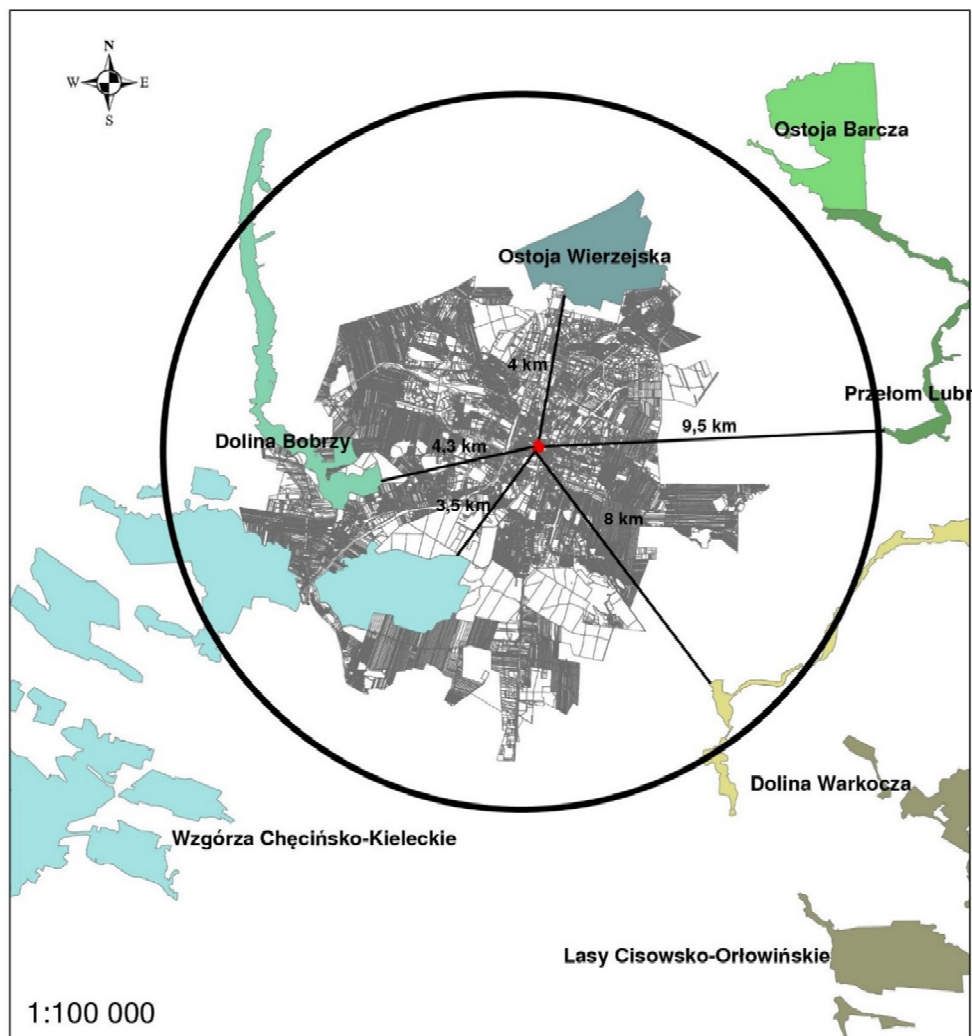 N
W E
S
Ostoja Barcza
Ostoja Wierzejska
4 km
Przełom Lubr
9,5 km
Dolina Bobrzy
4,3 km
3,5 km
8 km
Dolina Warkocza
Wzgórza Chęcińsko-Kieleckie
Lasy Cisowsko-Orłowińskie
1:100 000